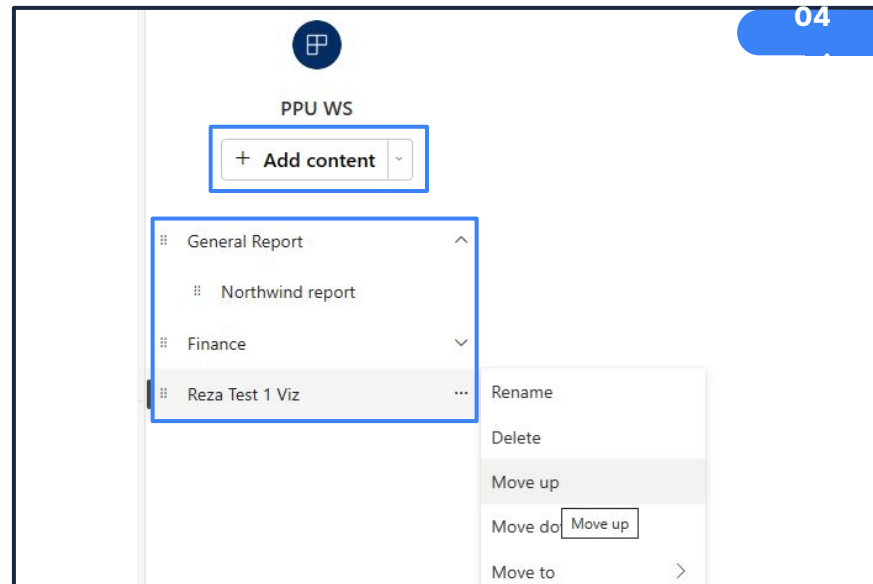 04
PPU WS
+ Add content
General Report
Northwind report
Finance
Reza Test 1 Viz
Rename
Delete
Move up
Move do
Move up
Move to